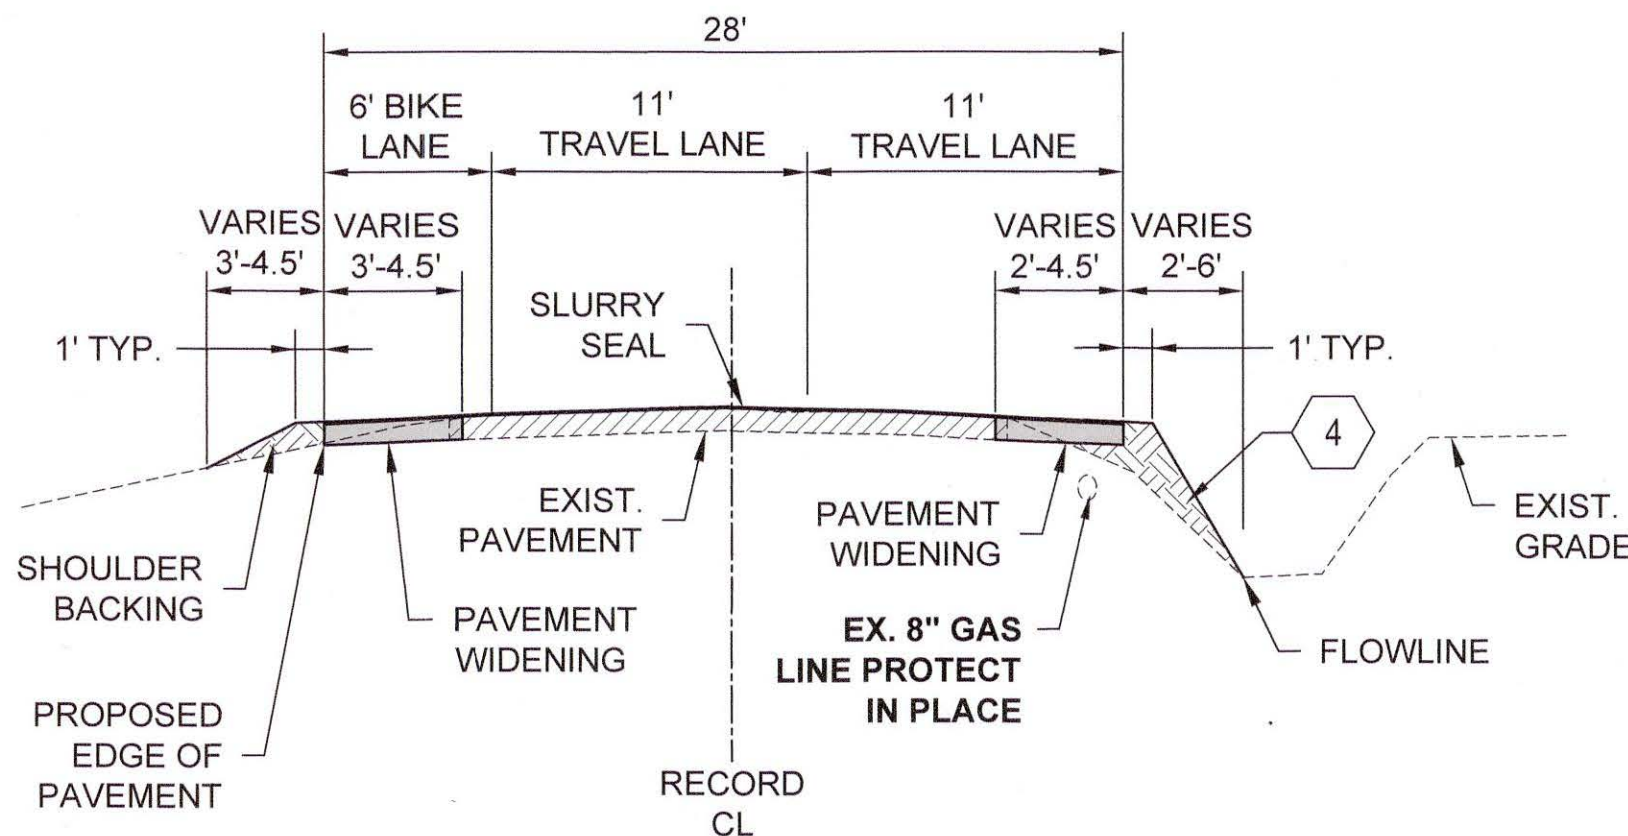 28'
6' BIKE
LANE
11'
TRAVEL LANE
11'
TRAVEL LANE
VARIES
3'-4.5'
VARIES
3'-4.5'
VARIES
2'-4.5'
VARIES
2'-6'
1' TYP.
SLURRY
SEAL
1' TYP.
4
EXIST.
PAVEMENT
PAVEMENT
WIDENING
EXIST.
GRADE
SHOULDER
BACKING
PAVEMENT
WIDENING
EX. 8" GAS
LINE PROTECT
IN PLACE
FLOWLINE
PROPOSED
EDGE OF
PAVEMENT
RECORD
CL